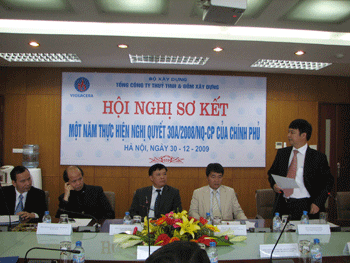 BỘ XÂY DỰNG
TỔNG CÔNG TY THỦY TINH & GỐM XÂY DỰNG
VIGLACERA
HỘI NGHỊ SƠ KẾT
MỘT NĂM THỰC HIỆN NGHỊ QUYẾT 30A/2008/NQ-CP CỦA CHÍNH PHỦ
HÀ NỘI, NGÀY 30 - 12 - 2009